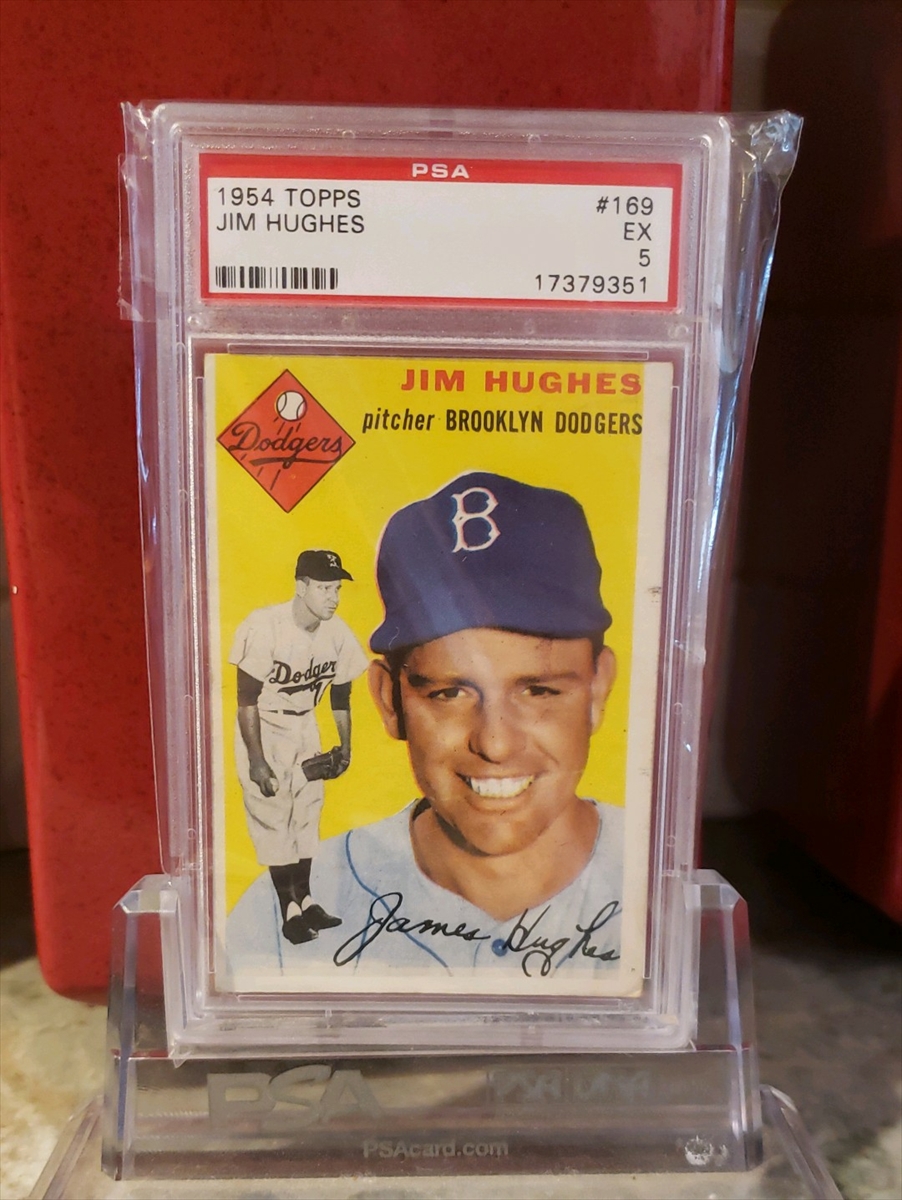 PSA
1954 TOPPS #169
JIM HUGHES EX
5
17379351
JIM HUGHES
pitcher BROOKLYN DODGERS
Dodgers
B
Dodgers
James Hughes
PSA
PSAcard.com